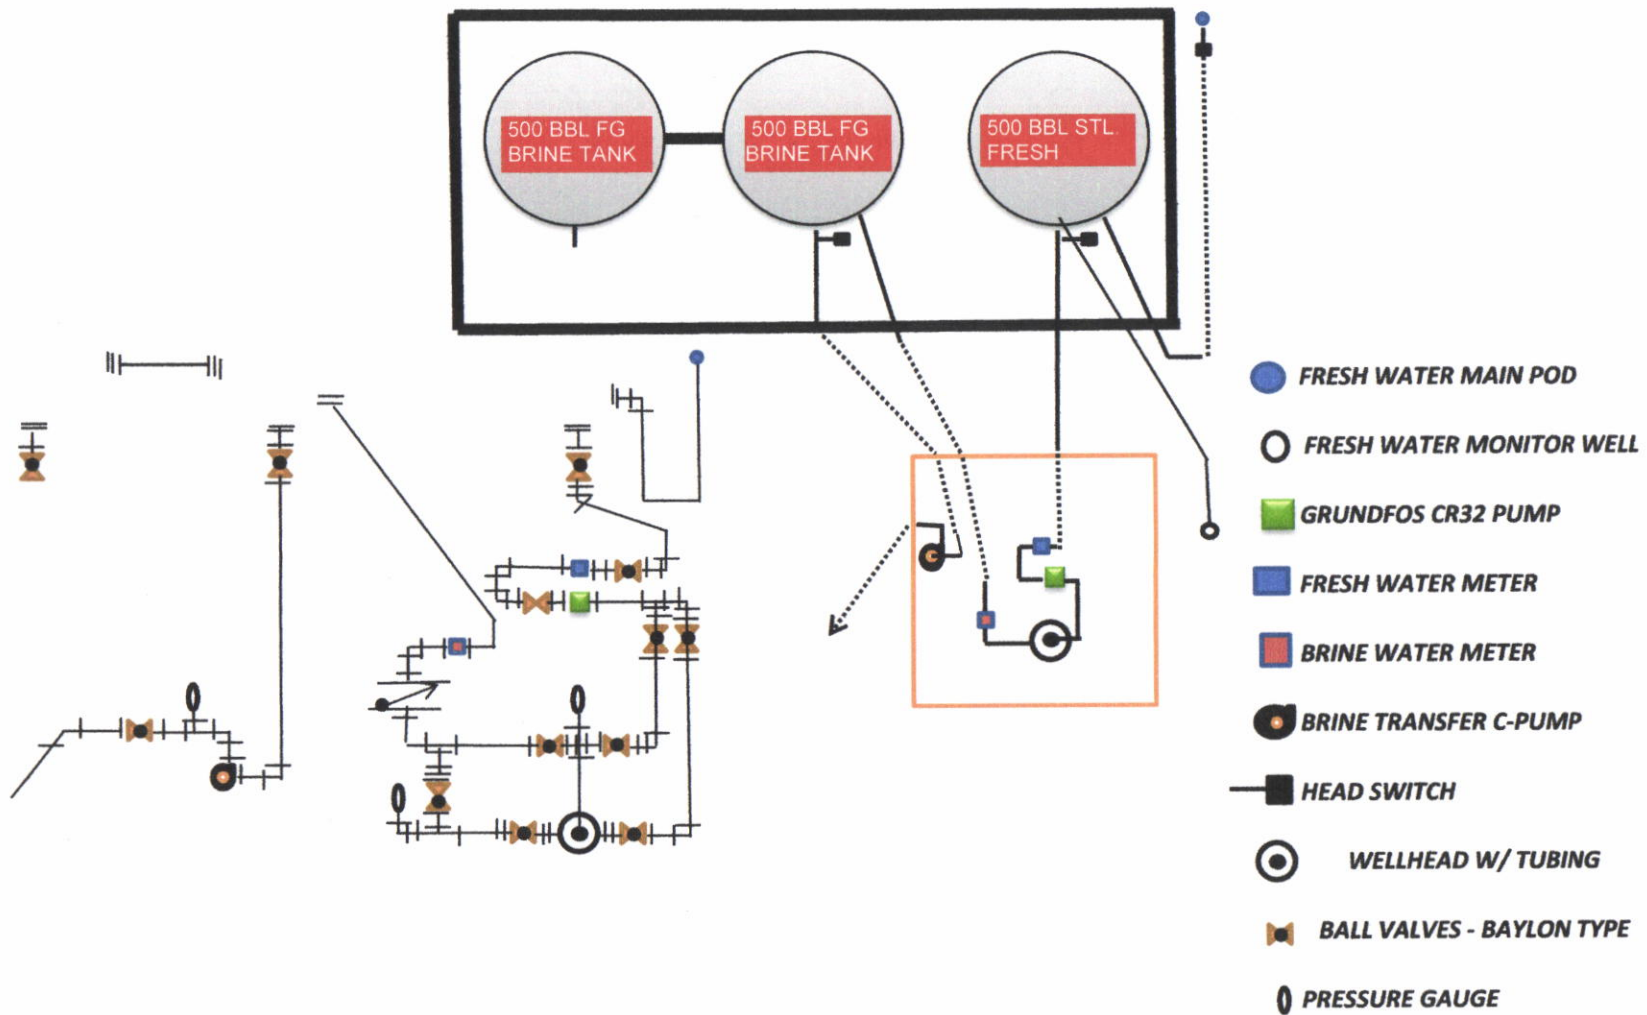 500 BBL FG
BRINE TANK
500 BBL FG
BRINE TANK
500 BBL STL.
FRESH
FRESH WATER MAIN POD
FRESH WATER MONITOR WELL
GRUNDFOS CR32 PUMP
FRESH WATER METER
BRINE WATER METER
BRINE TRANSFER C-PUMP
HEAD SWITCH
WELLHEAD W/ TUBING
BALL VALVES - BAYLON TYPE
PRESSURE GAUGE